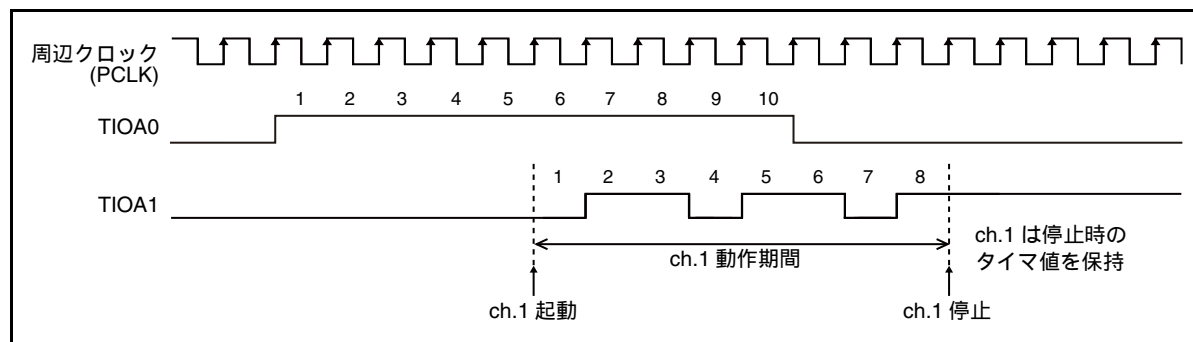 周辺クロック
(PCLK)
1 2 3 4 5 6 7 8 9 10
TIOA0
1 2 3 4 5 6 7 8
TIOA1
ch.1 動作期間
ch.1 は停止時の
タイマ値を保持
ch.1 起動
ch.1 停止